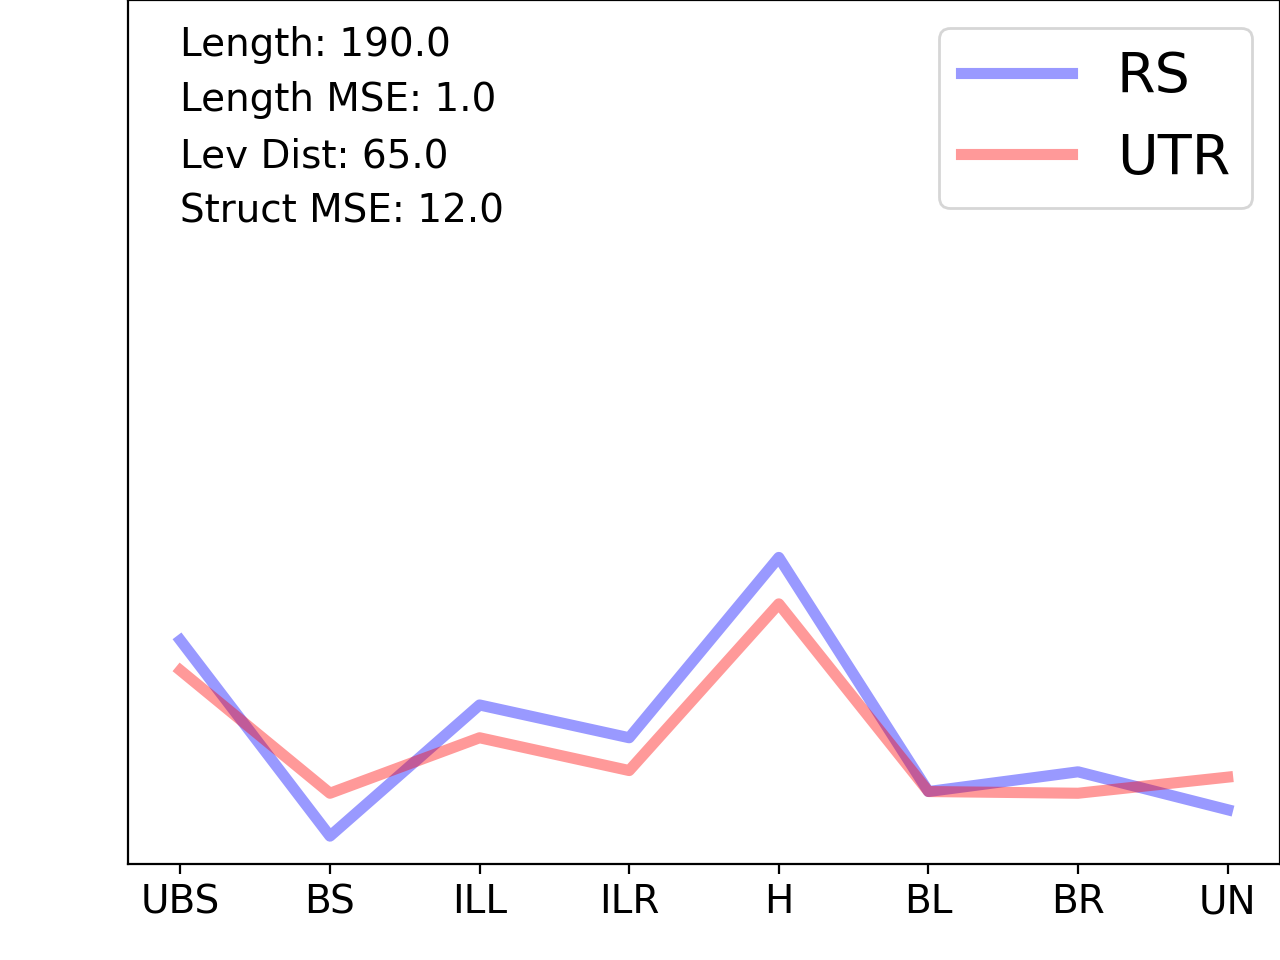 Length: 190.0
Length MSE: 1.0
Lev Dist: 65.0
Struct MSE: 12.0
RS
UTR
UBS BS ILL ILR H BL BR UN